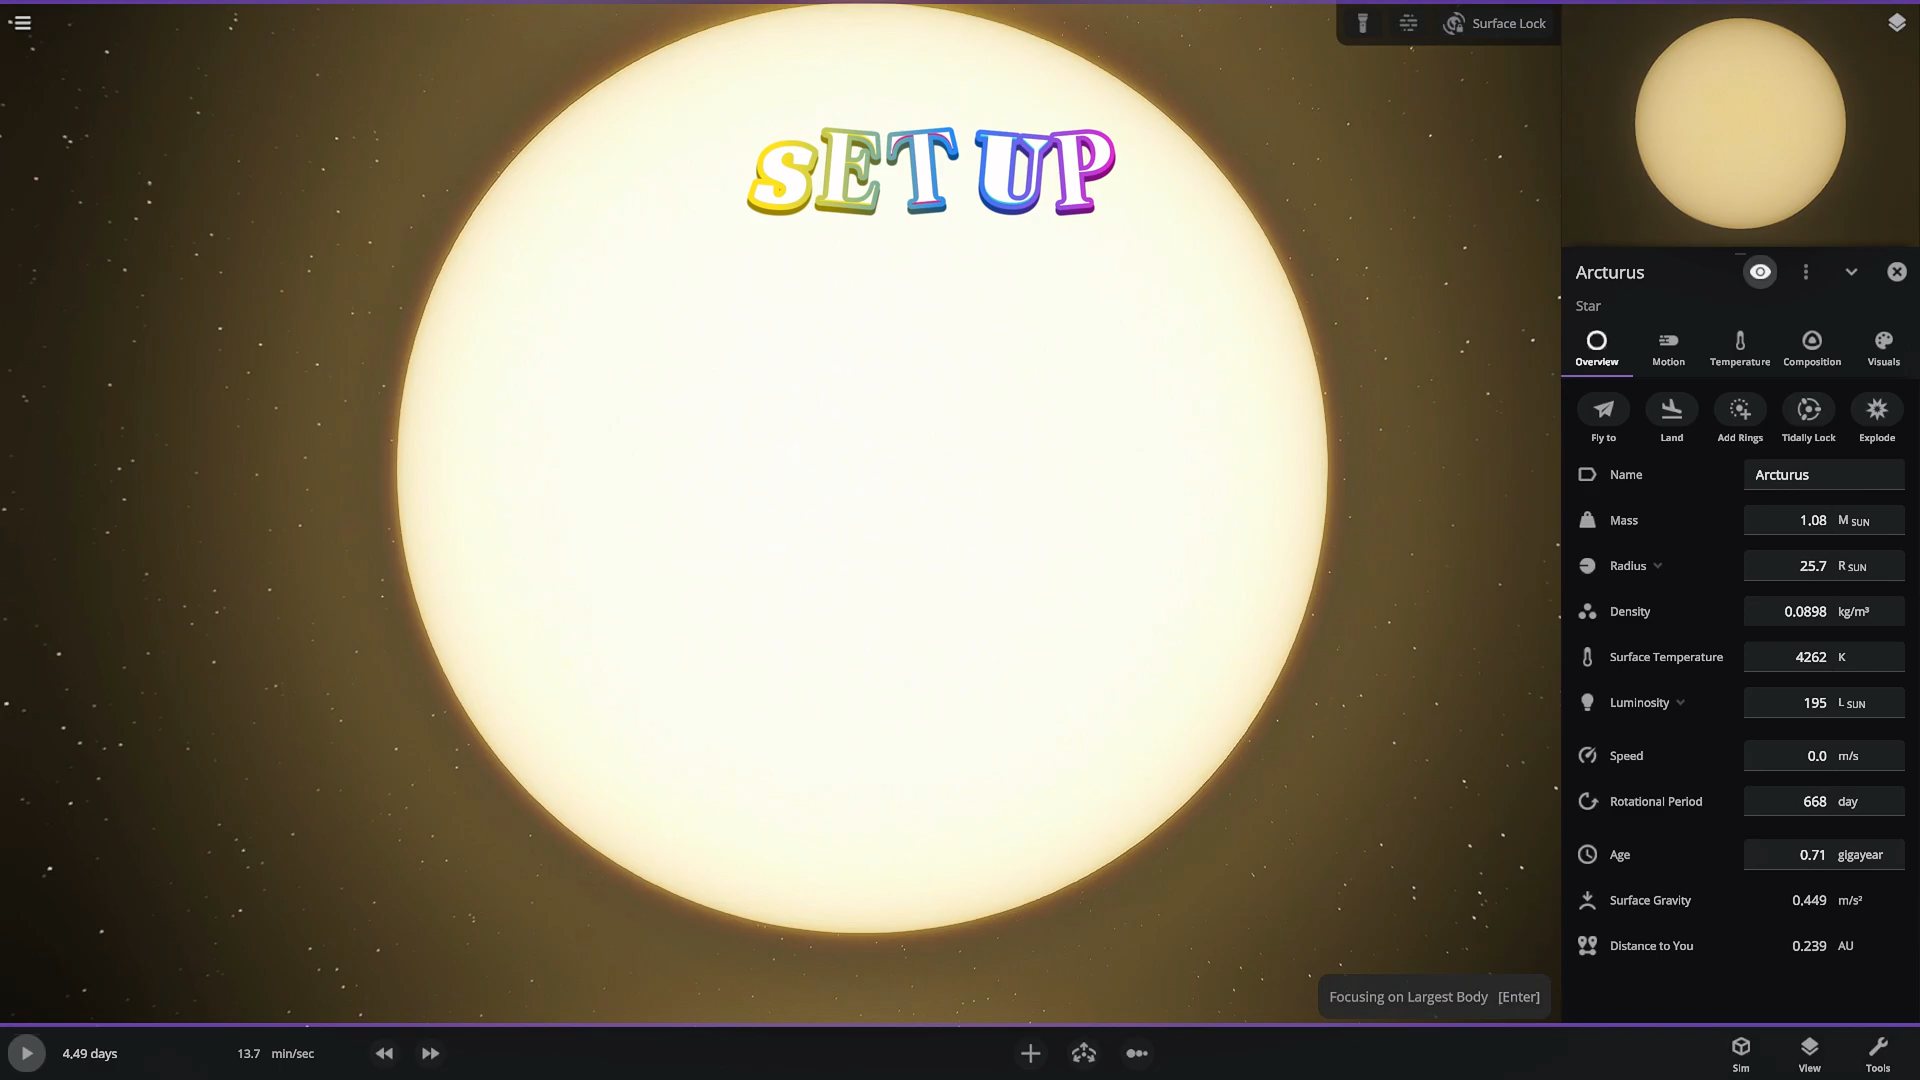 Surface Lock
SET UP
Arcturus
Star
Overview Motion Temperature Composition Visuals
Fly to Land Add Rings Tidally Lock Explode
Name Arcturus
Mass 1.08 M SUN
Radius 25.7 R SUN
Density 0.0898 kg/m³
Surface Temperature 4262 K
Luminosity 195 L SUN
Speed 0.0 m/s
Rotational Period 668 day
Age 0.71 gigayear
Surface Gravity 0.449 m/s²
Distance to You 0.239 AU
Focusing on Largest Body [Enter]
4.49 days 13.7 min/sec
Sim View Tools